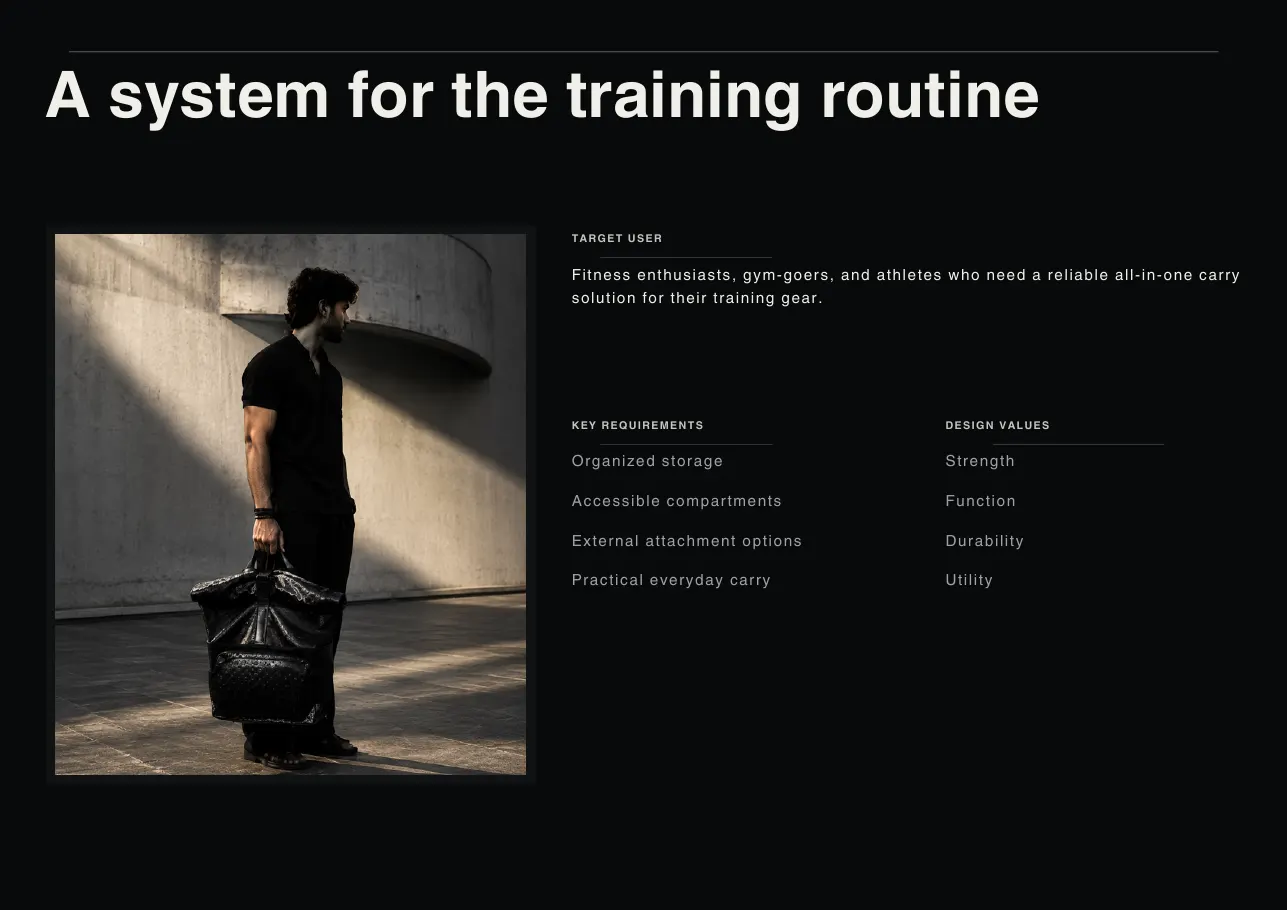 A system for the training routine
TARGET USER
Fitness enthusiasts, gym-goers, and athletes who need a reliable all-in-one carry
solution for their training gear.
KEY REQUIREMENTS
Organized storage
Accessible compartments
External attachment options
Practical everyday carry
DESIGN VALUES
Strength
Function
Durability
Utility